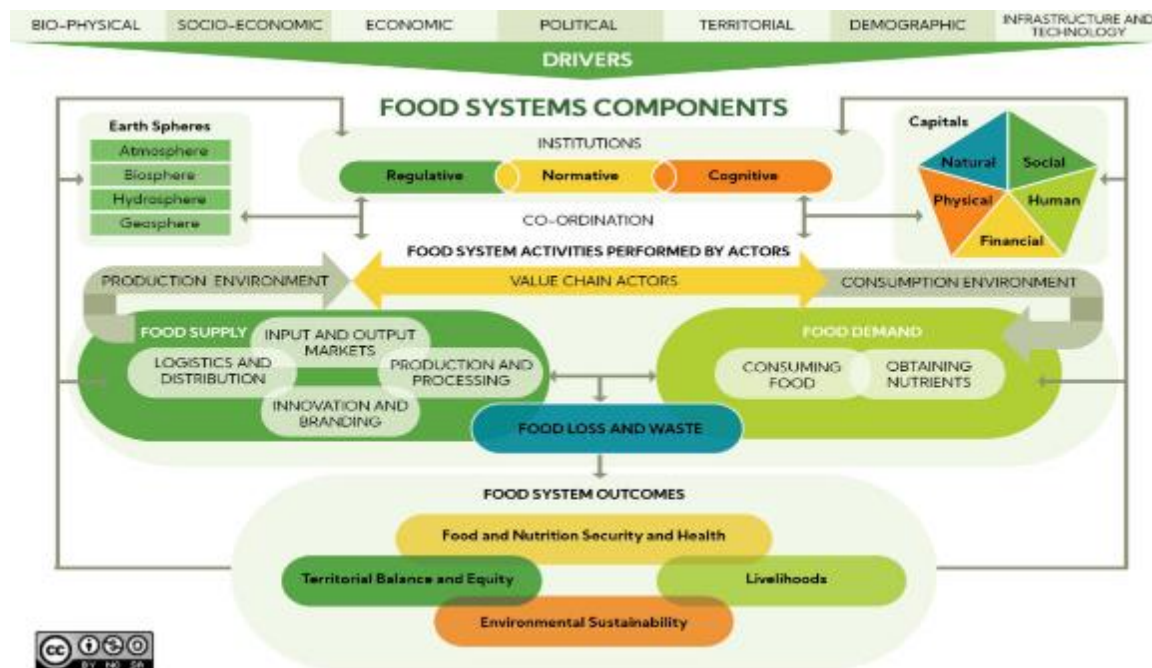 BIO-PHYSICAL SOCIO-ECONOMIC ECONOMIC POLITICAL TERRITORIAL DEMOGRAPHIC INFRASTRUCTURE AND
TECHNOLOGY
DRIVERS
FOOD SYSTEMS COMPONENTS
Earth Spheres
Atmosphere
Biosphere
Hydrosphere
Geosphere
INSTITUTIONS
Regulative Normative Cognitive
CO-ORDINATION
Capitals
Natural Social
Physical Human
Financial
FOOD SYSTEM ACTIVITIES PERFORMED BY ACTORS
PRODUCTION ENVIRONMENT VALUE CHAIN ACTORS CONSUMPTION ENVIRONMENT
FOOD SUPPLY
INPUT AND OUTPUT
MARKETS
LOGISTICS AND
DISTRIBUTION
PRODUCTION AND
PROCESSING
INNOVATION AND
BRANDING
FOOD DEMAND
CONSUMING
FOOD
OBTAINING
NUTRIENTS
FOOD LOSS AND WASTE
FOOD SYSTEM OUTCOMES
Food and Nutrition Security and Health
Territorial Balance and Equity Livelihoods
Environmental Sustainability
cc
BY NC SA